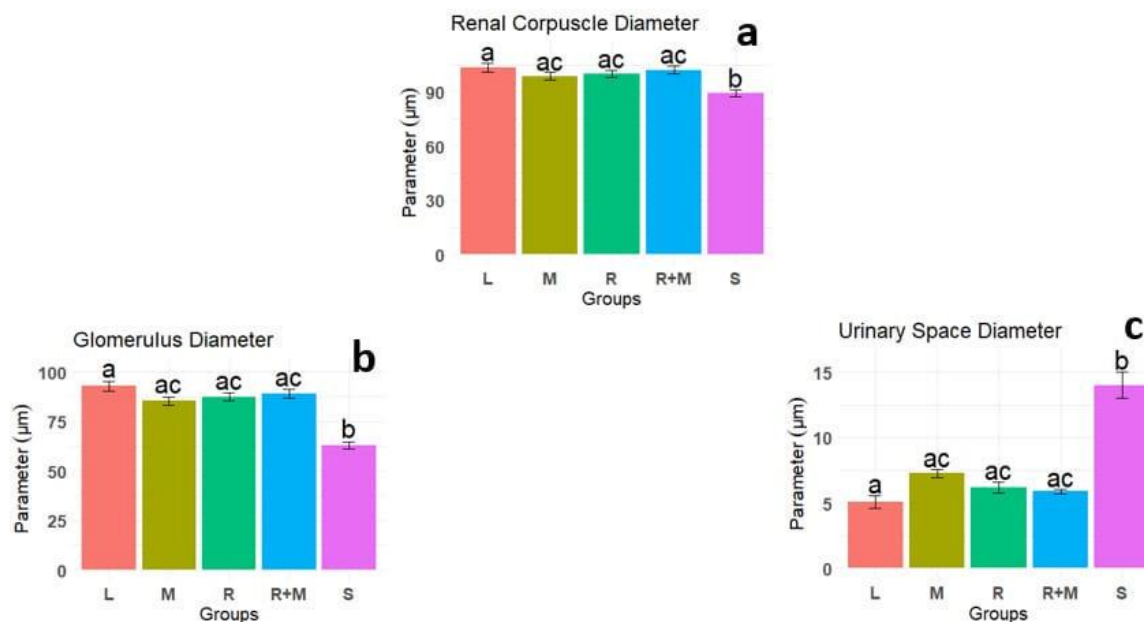 Renal Corpuscle Diameter
a
a ac ac ac b
Parameter (µm)
90
60
30
0
L M R R+M S
Groups
Glomerulus Diameter
b
a ac ac ac b
Parameter (µm)
100
75
50
25
0
L M R R+M S
Groups
Urinary Space Diameter
c
a ac ac ac b
Parameter (µm)
15
10
5
0
L M R R+M S
Groups